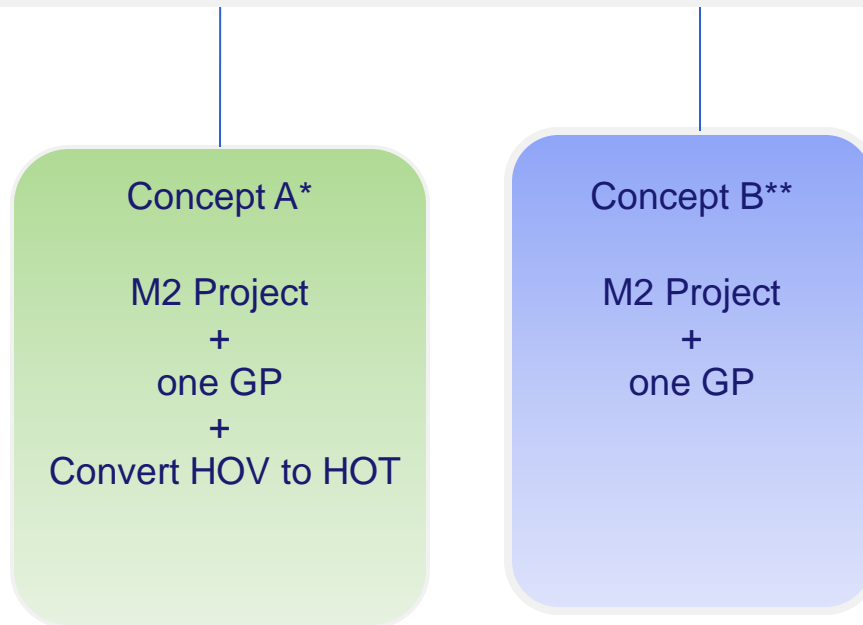 Concept A*
M2 Project
+
one GP
+
Convert HOV to HOT
Concept B**
M2 Project
+
one GP